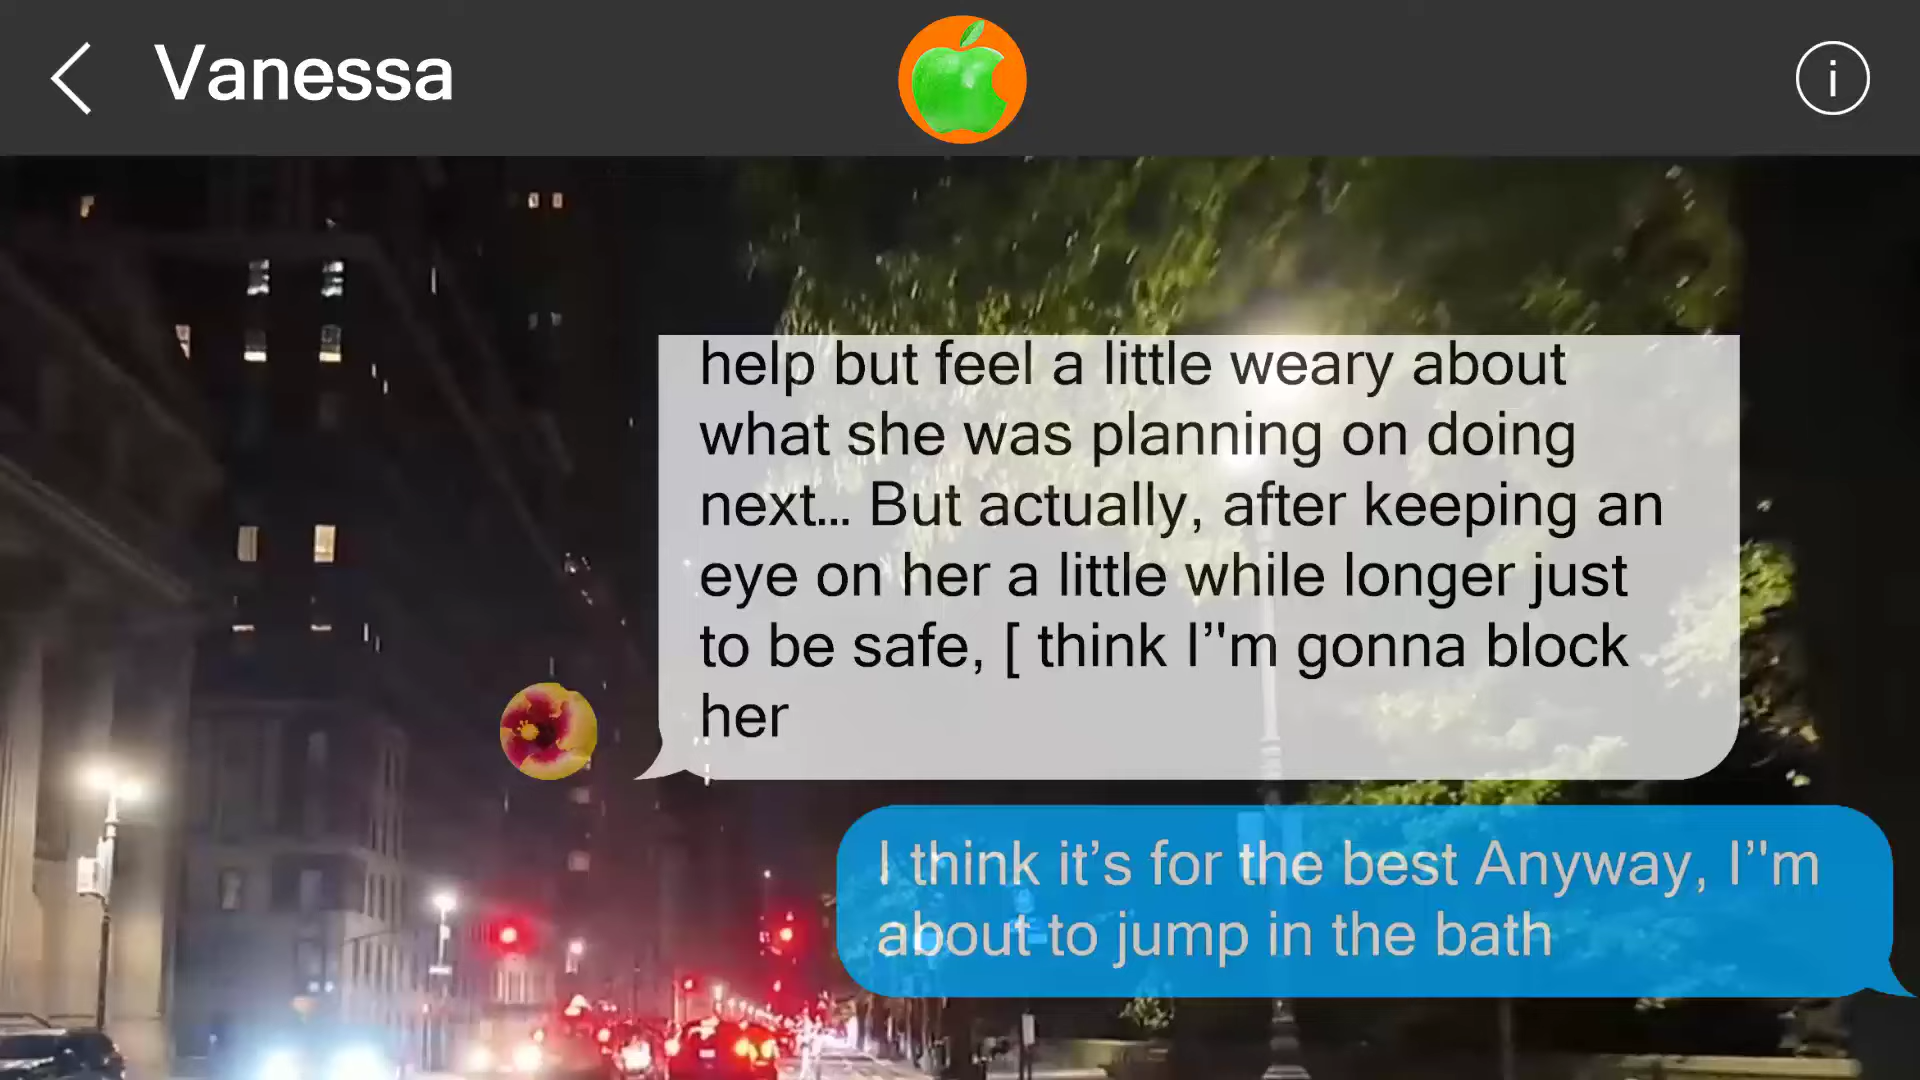 Vanessa
i
help but feel a little weary about
what she was planning on doing
next... But actually, after keeping an
eye on her a little while longer just
to be safe, [ think I’'m gonna block
her
I think it’s for the best Anyway, I’'m
about to jump in the bath